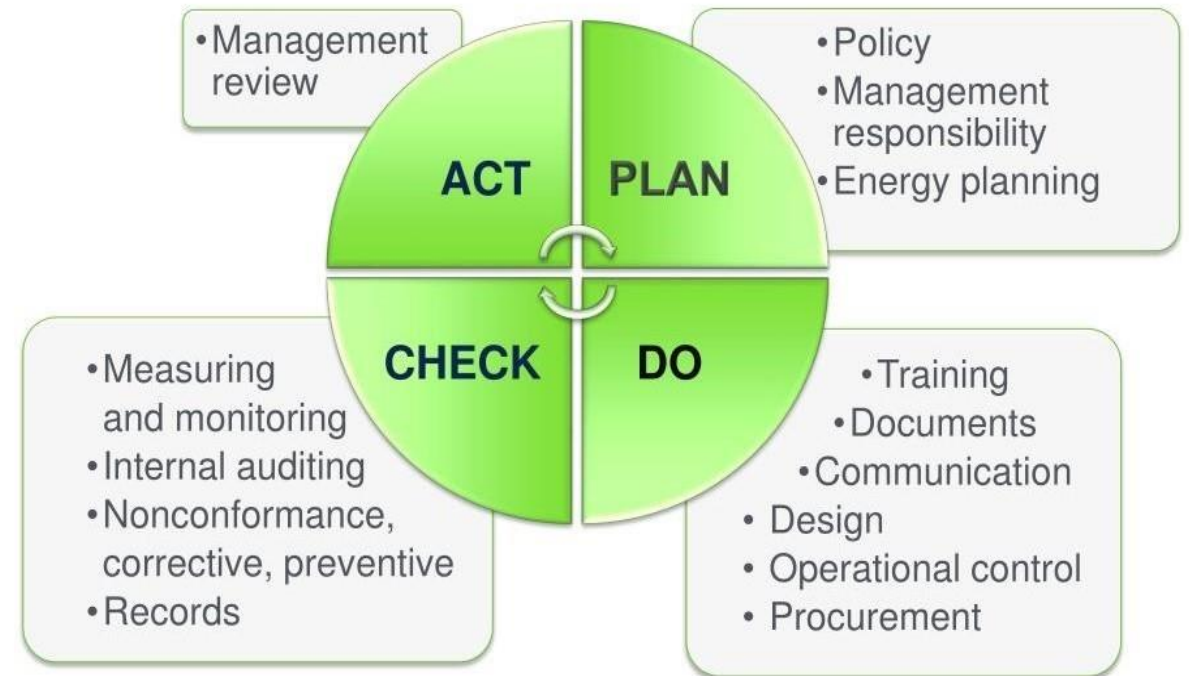 •Management
review
ACT
PLAN
•Policy
•Management
responsibility
•Energy planning
CHECK
DO
•Measuring
and monitoring
•Internal auditing
•Nonconformance,
corrective, preventive
•Records
•Training
•Documents
•Communication
• Design
• Operational control
• Procurement